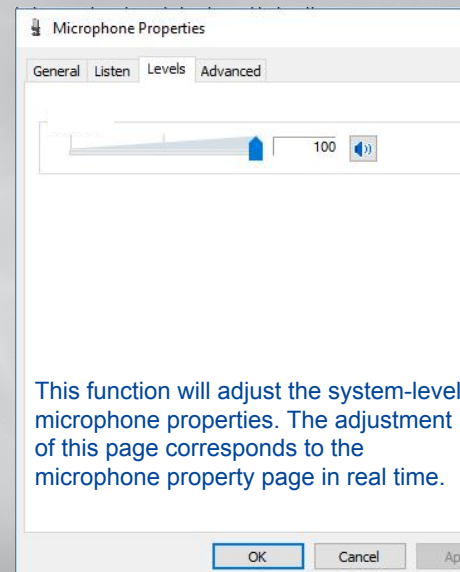 Microphone Properties
General Listen Levels Advanced
100
This function will adjust the system-level
microphone properties. The adjustment
of this page corresponds to the
microphone property page in real time.
OK Cancel Ap